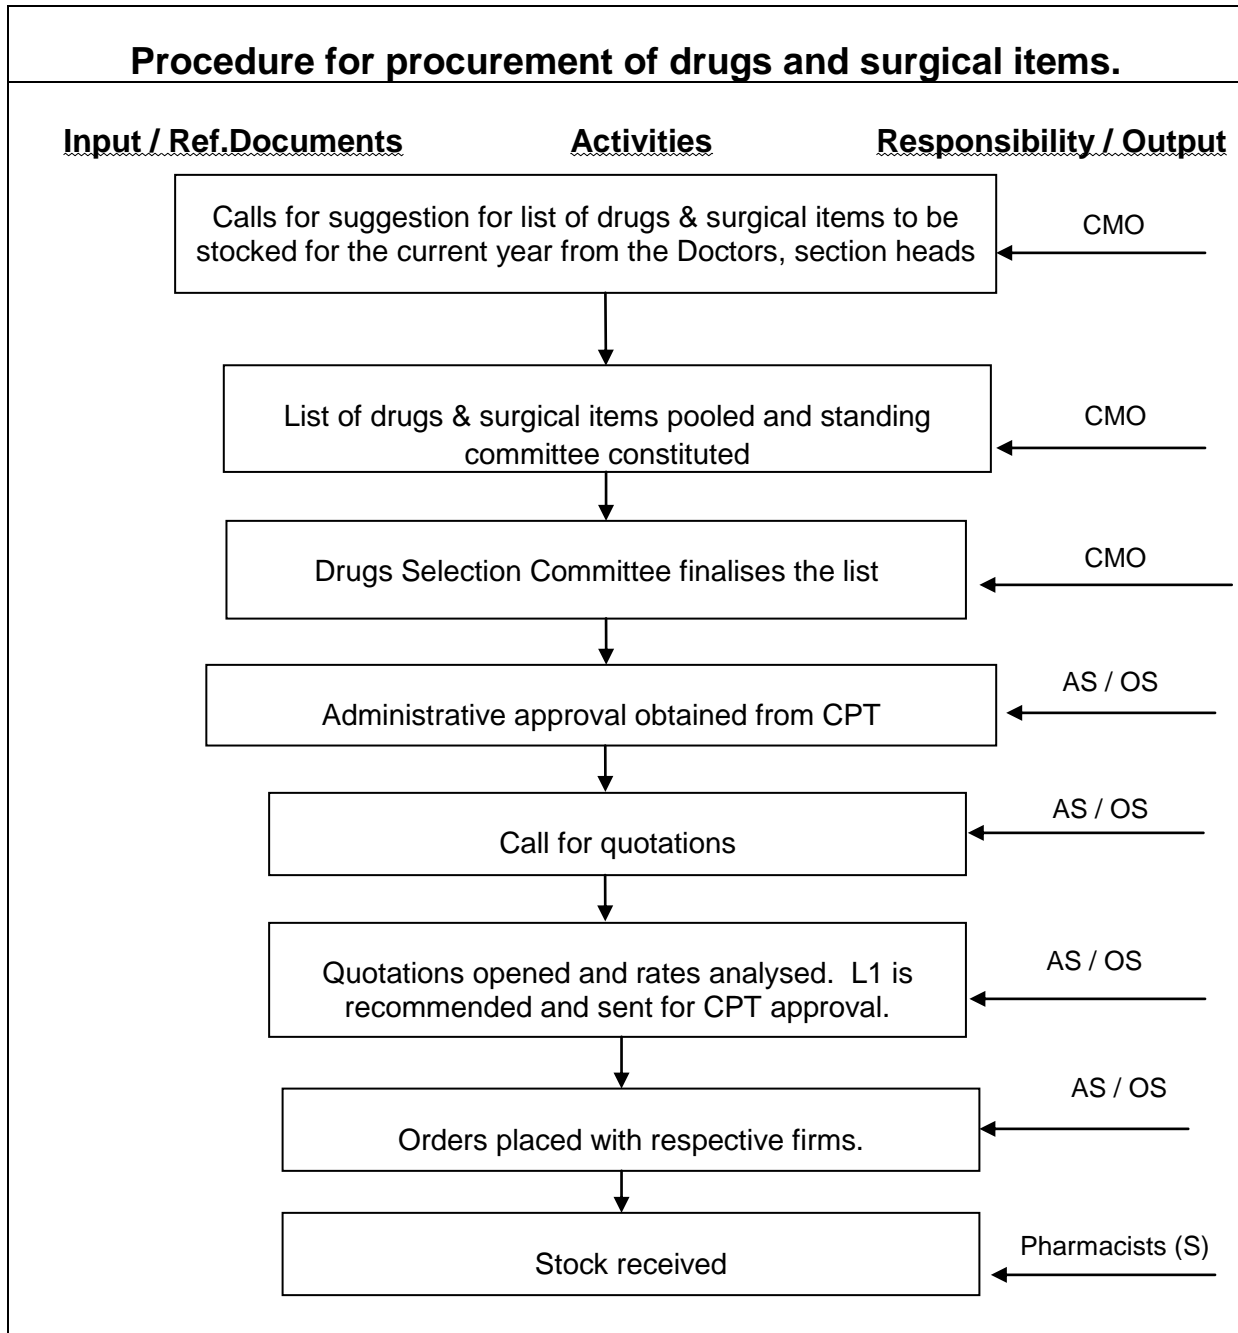 Procedure for procurement of drugs and surgical items.
Input / Ref.Documents
Activities
Responsibility / Output
Calls for suggestion for list of drugs & surgical items to be
stocked for the current year from the Doctors, section heads
CMO
List of drugs & surgical items pooled and standing
committee constituted
CMO
Drugs Selection Committee finalises the list
CMO
Administrative approval obtained from CPT
AS / OS
Call for quotations
AS / OS
Quotations opened and rates analysed.  L1 is
recommended and sent for CPT approval.
AS / OS
Orders placed with respective firms.
AS / OS
Stock received
Pharmacists (S)